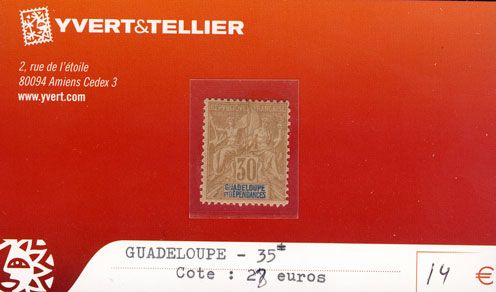 YVERT&TELLIER
2, rue de l'étoile
80094 Amiens Cedex 3
www.yvert.com
REPUBLIQUE FRANCAISE
30
GUADELOUPE
ET DÉPENDANCES
GUADELOUPE - 35*
Cote : 28 euros
14 €